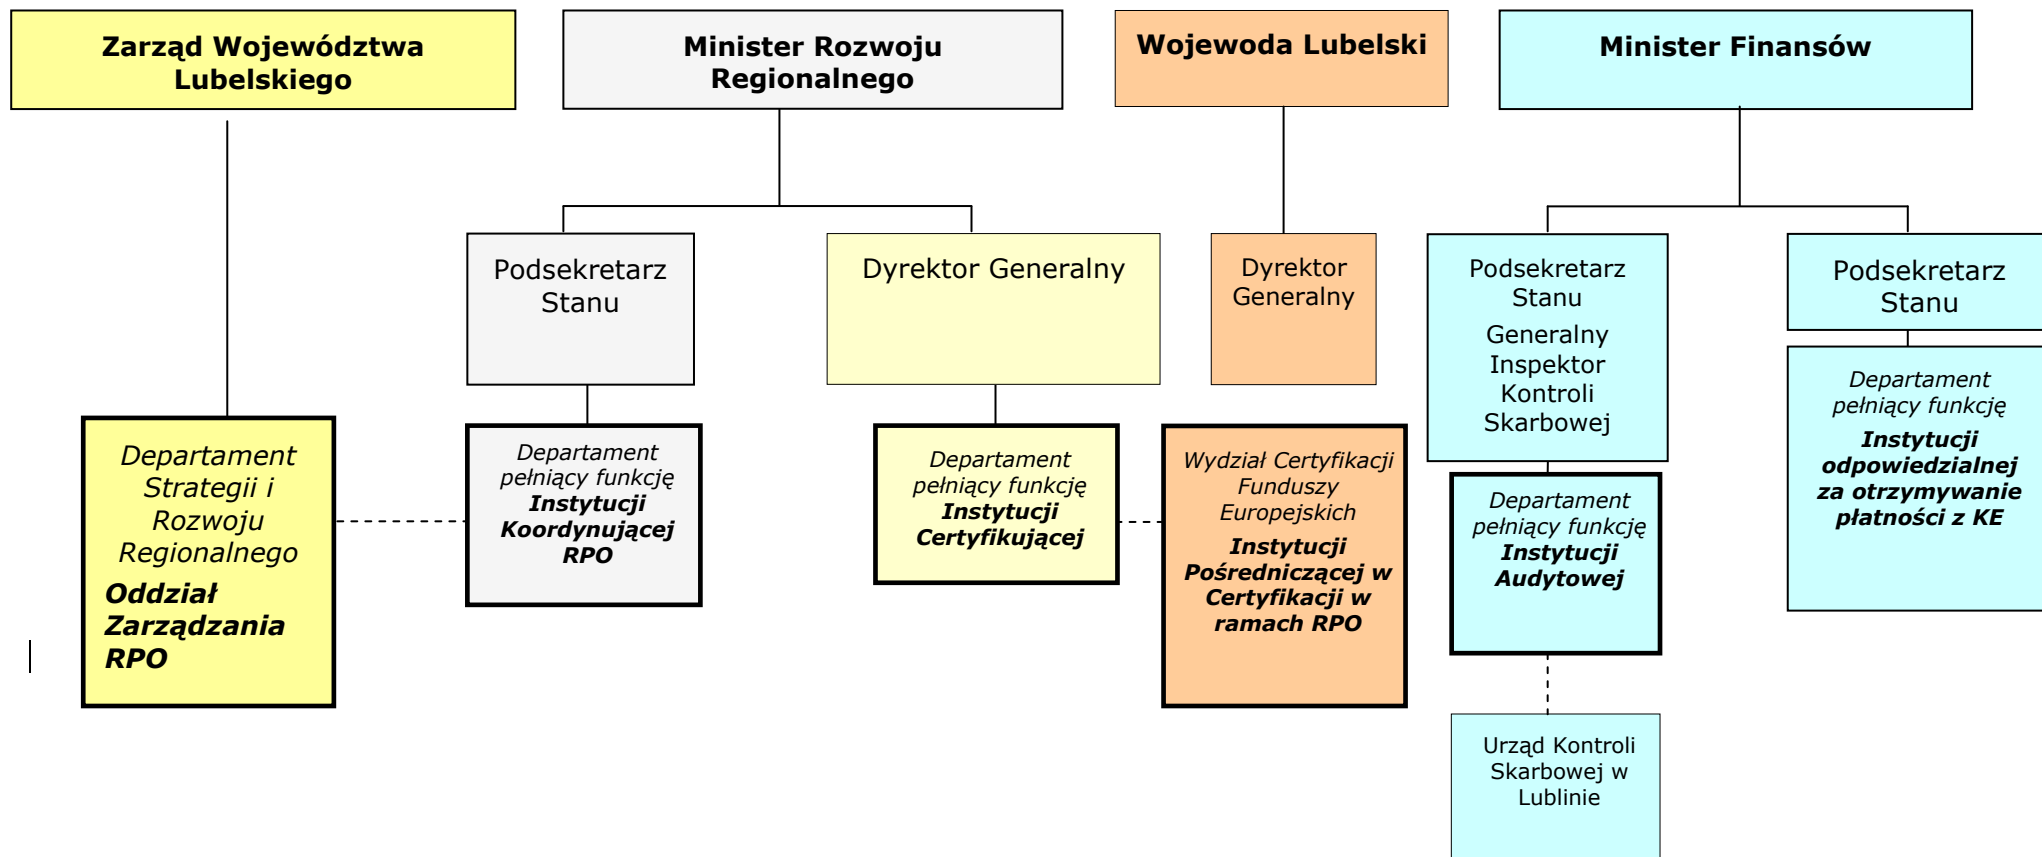 Zarząd Województwa
Lubelskiego
Minister Rozwoju
Regionalnego
Wojewoda Lubelski
Minister Finansów
Podsekretarz
Stanu
Dyrektor Generalny
Dyrektor
Generalny
Podsekretarz
Stanu
Generalny
Inspektor
Kontroli
Skarbowej
Podsekretarz
Stanu
Departament
Strategii i
Rozwoju
Regionalnego
Oddział
Zarządzania
RPO
Departament
pełniący funkcję
Instytucji
Koordynującej
RPO
Departament
pełniący funkcję
Instytucji
Certyfikującej
Wydział Certyfikacji
Funduszy
Europejskich
Instytucji
Pośredniczącej w
Certyfikacji w
ramach RPO
Departament
pełniący funkcję
Instytucji
Audytowej
Departament
pełniący funkcję
Instytucji
odpowiedzialnej
za otrzymywanie
płatności z KE
Urząd Kontroli
Skarbowej w
Lublinie